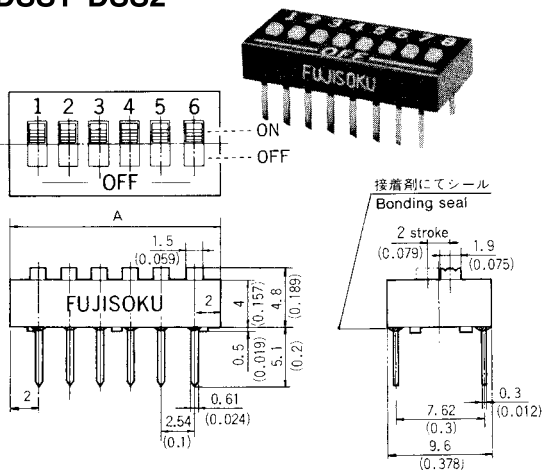 1 2 3 4 5 6 7 8
OFF
FUJISOKU
1 2 3 4 5 6
ON
OFF
OFF
A
1.5
(0.059)
FUJISOKU
2
4
(0.157)
4.8
(0.189)
0.5
(0.019)
5.1
(0.2)
2
0.61
(0.024)
2.54
(0.1)
接着剤にてシール
Bonding seal
2 stroke
(0.079)
1.9
(0.075)
0.3
(0.012)
7.62
(0.3)
9.6
(0.378)